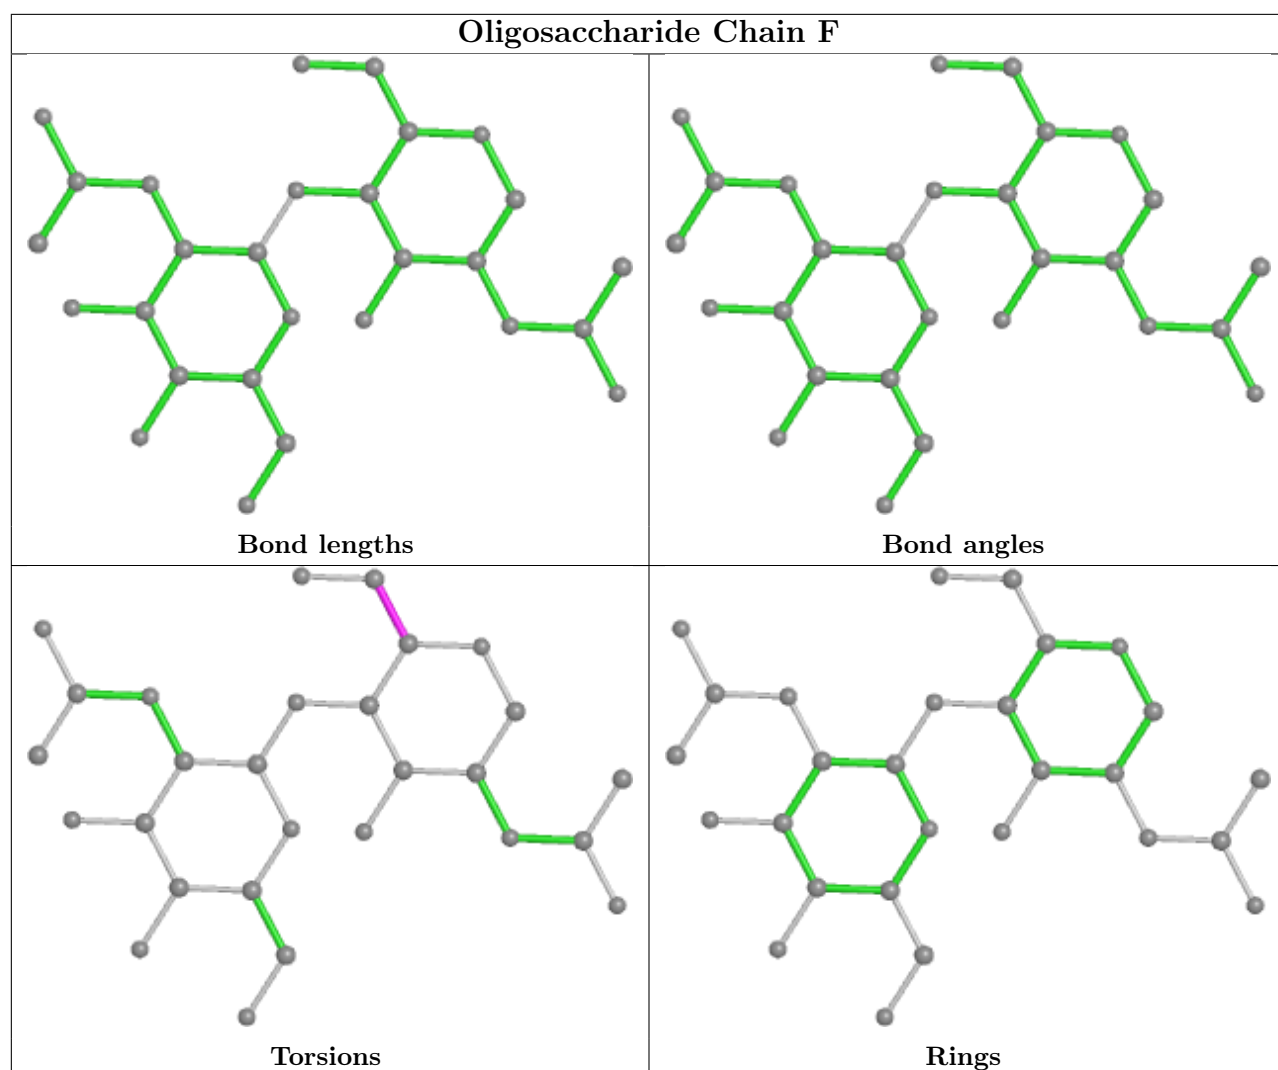 Oligosaccharide Chain F
Bond lengths
Bond angles
Torsions
Rings